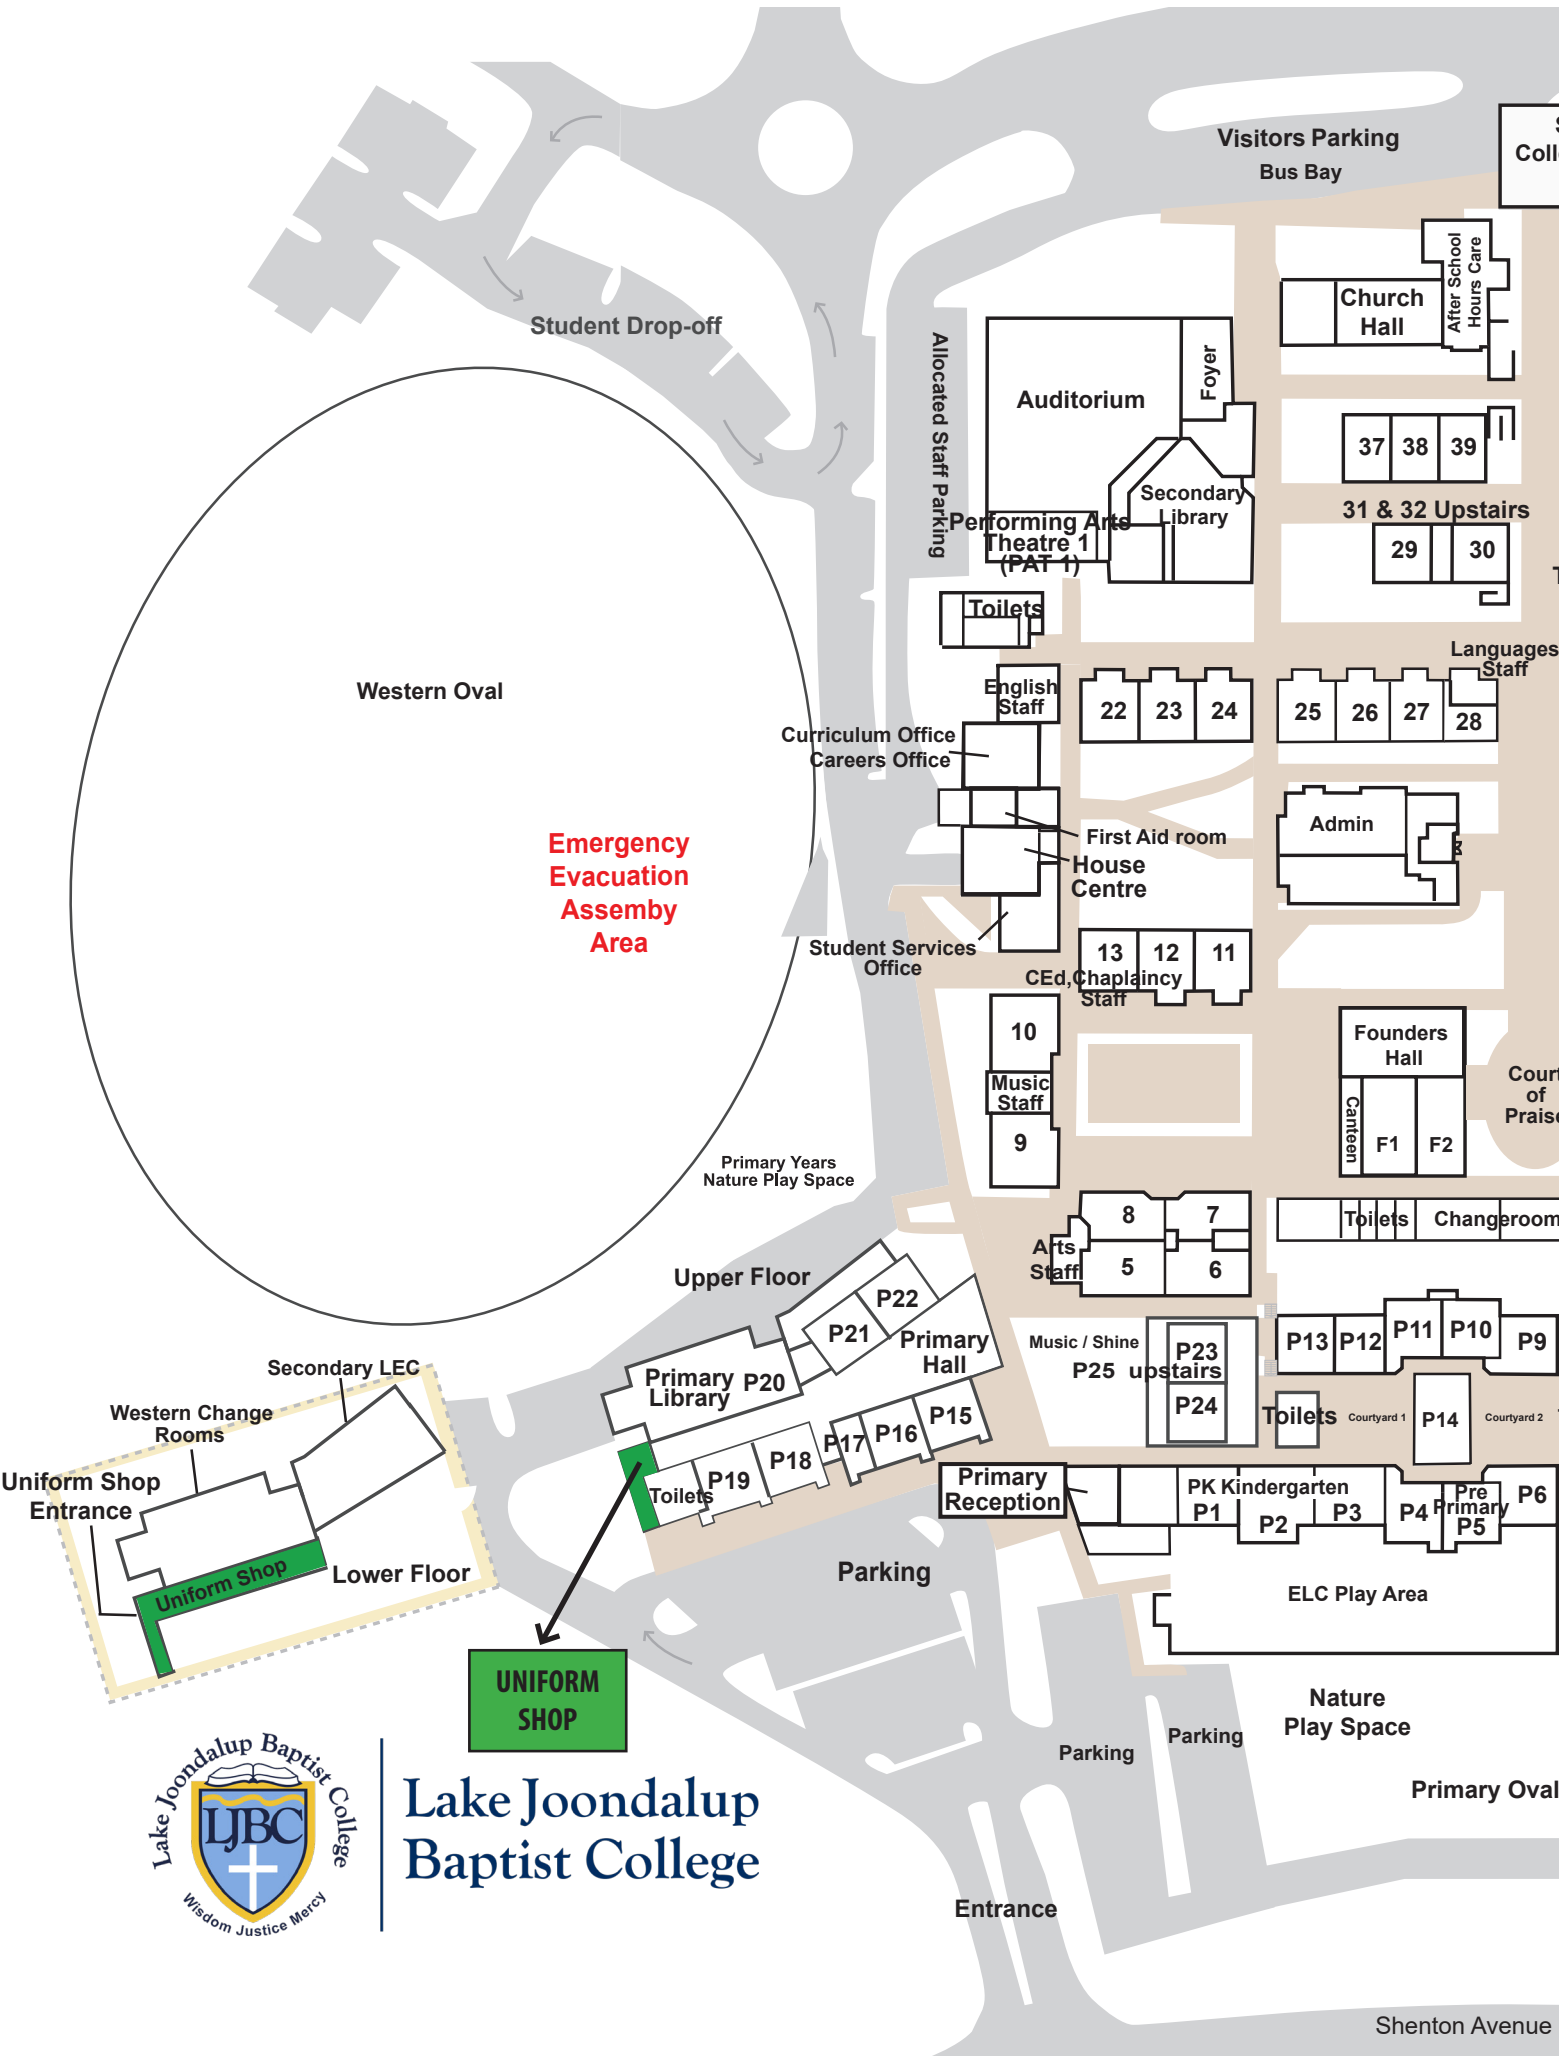 Visitors Parking
Bus Bay
Coll
After School
Hours Care
Church
Hall
Student Drop-off
Allocated Staff Parking
Auditorium
Foyer
37
38
39
Secondary
Library
31 & 32 Upstairs
Performing Arts
Theatre 1
(PAT 1)
29
30
Toilets
Languages
Staff
Western Oval
English
Staff
22
23
24
25
26
27
28
Curriculum Office
Careers Office
First Aid room
House
Centre
Admin
Emergency
Evacuation
Assemby
Area
Student Services
Office
13
12
11
CEd,Chaplaincy
Staff
10
Music
Staff
9
Founders
Hall
Canteen
F1
F2
Court
of
Praise
Primary Years
Nature Play Space
8
7
Arts
Staff
5
6
Toilets
Changeroom
Upper Floor
P22
P21
Primary
Hall
Primary
Library
P20
Music / Shine
P23
P25 upstairs
P24
P13
P12
P11
P10
P9
Toilets
Courtyard 1
P14
Courtyard 2
P15
P16
P17
P18
P19
Toilets
Secondary LEC
Western Change
Rooms
Uniform Shop
Entrance
Uniform Shop
Lower Floor
Primary
Reception
PK Kindergarten
P1
P2
P3
P4
Pre
Primary
P5
P6
Parking
ELC Play Area
UNIFORM
SHOP
Nature
Play Space
Parking
Parking
Primary Oval
Lake Joondalup Baptist College
LJBC
Wisdom Justice Mercy
Lake Joondalup
Baptist College
Entrance
Shenton Avenue